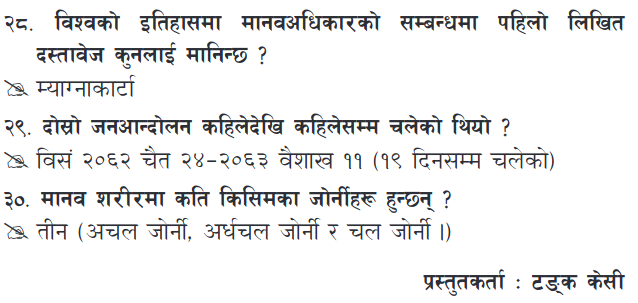 २८. विश्वको इतिहासमा मानवअधिकारको सम्बन्धमा पहिलो लिखित
दस्तावेज कुनलाई मानिन्छ ?
म्याग्नाकार्टा
२९. दोस्रो जनआन्दोलन कहिलेदेखि कहिलेसम्म चलेको थियो ?
विसं २०६२ चैत २४-२०६३ वैशाख ११ (१९ दिनसम्म चलेको)
३०. मानव शरीरमा कति किसिमका जोर्नीहरू हुन्छन् ?
तीन (अचल जोर्नी, अर्धचल जोर्नी र चल जोर्नी ।)
प्रस्तुतकर्ता : टङ्क केसी